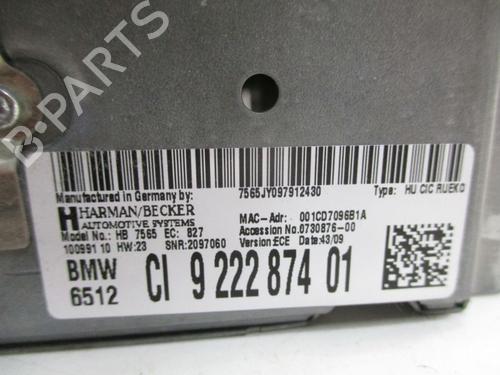 Manufactured in Germany by: 7565JY097912430 Type: HU CIC RUEKO
HARMAN/BECKER
AUTOMOTIVE SYSTEMS
MAC-Adr: 001CD7096B1A
Model No.: HB 7565 EC: 827 Accession No.0730876-00
10099110 HW:23 SNR:2097060 Version:ECE Date:43/09
BMW
6512
CI 9 222 874 01
B-PARTS